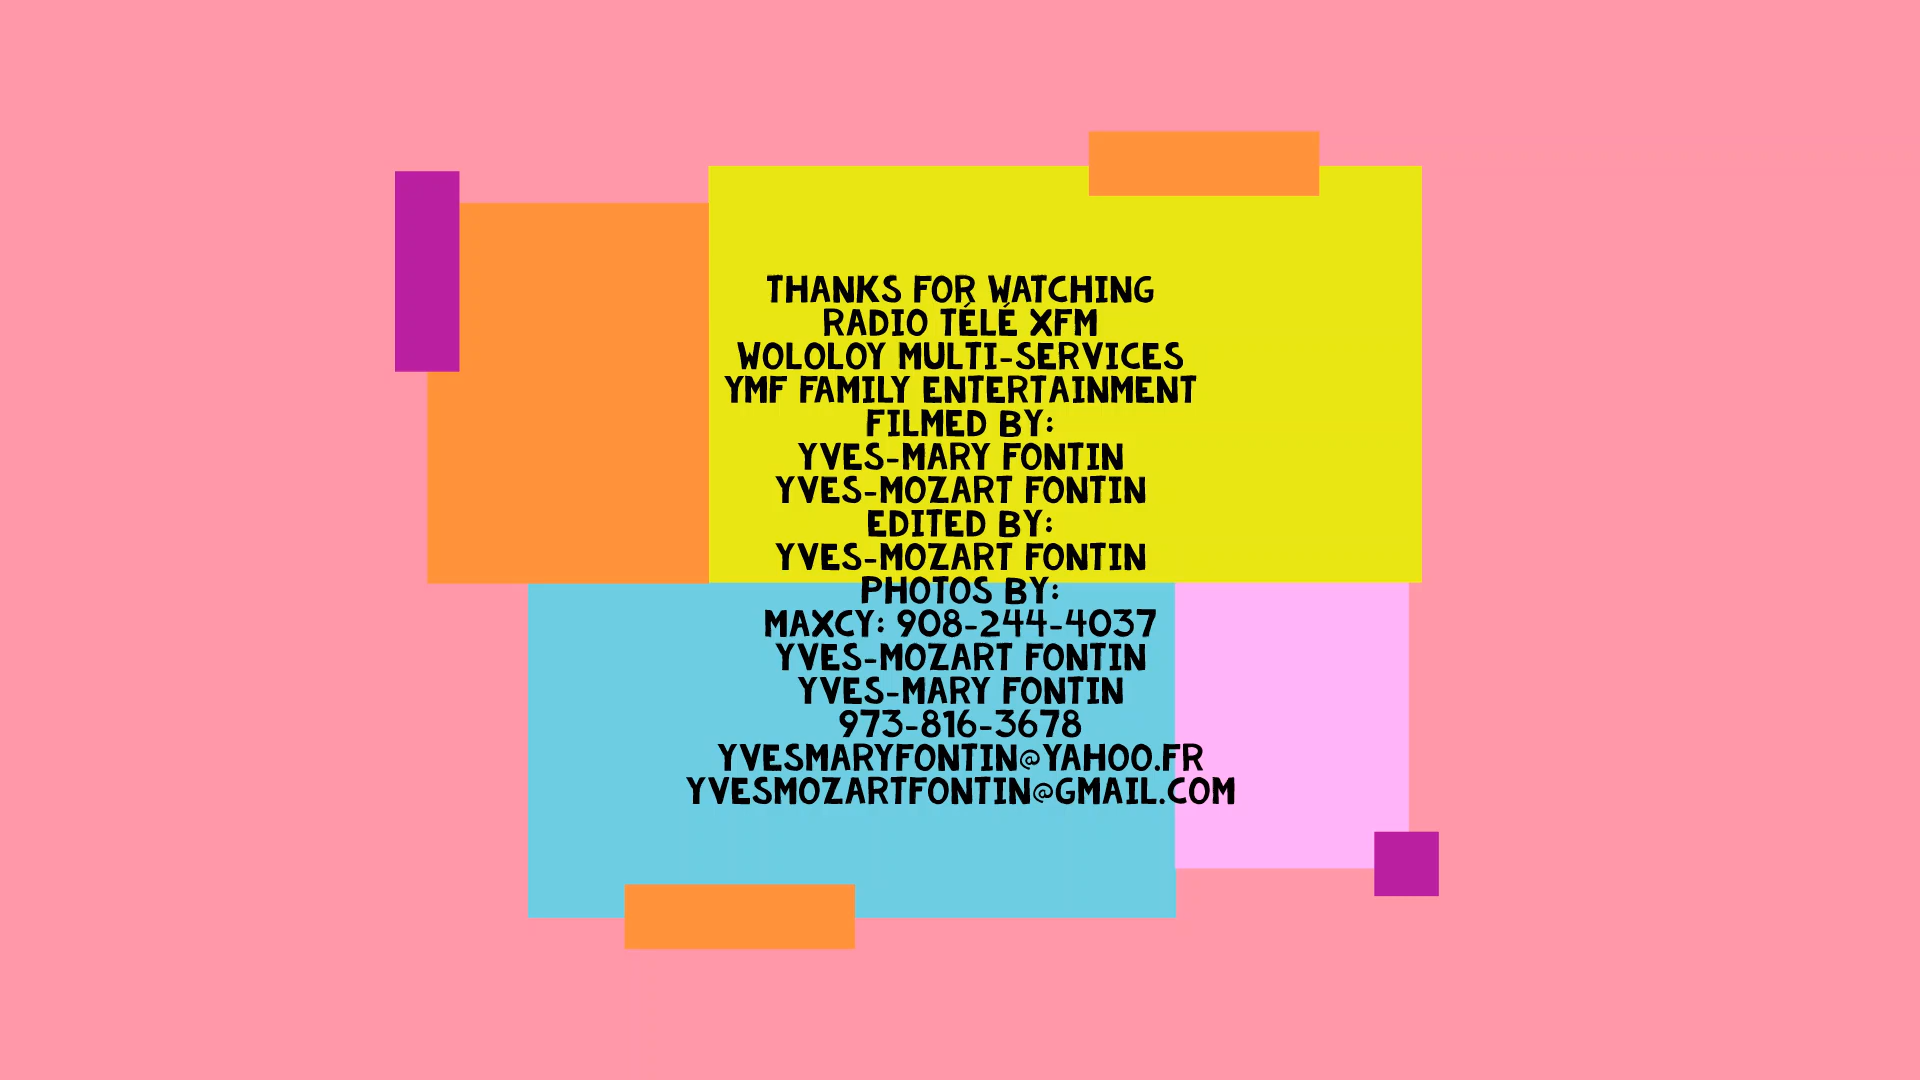 THANKS FOR WATCHING
RADIO TÉLÉ XFM
WOLOLOY MULTI-SERVICES
YMF FAMILY ENTERTAINMENT
FILMED BY:
YVES-MARY FONTIN
YVES-MOZART FONTIN
EDITED BY:
YVES-MOZART FONTIN
PHOTOS BY:
MAXCY: 908-244-4037
YVES-MOZART FONTIN
YVES-MARY FONTIN
973-816-3678
YVESMARYFONTIN@YAHOO.FR
YVESMOZARTFONTIN@GMAIL.COM